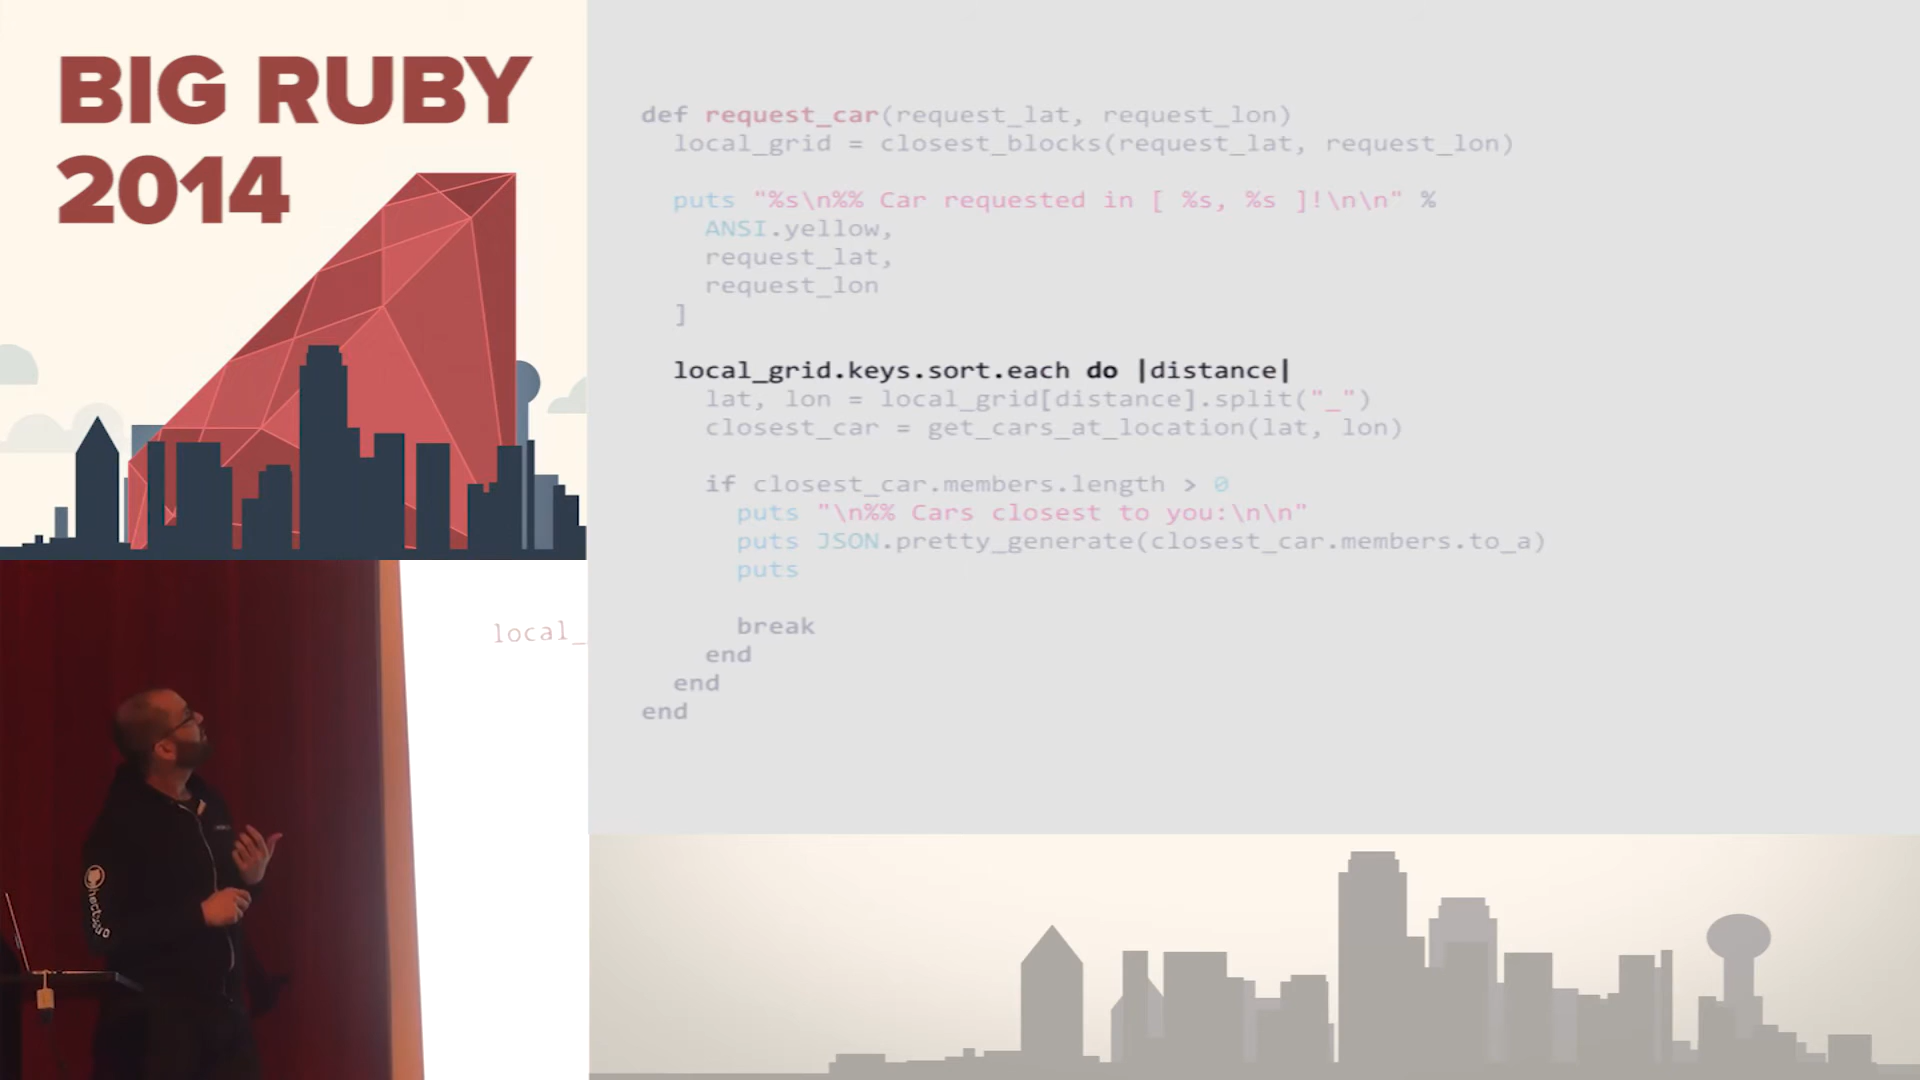 BIG RUBY
2014
def request_car(request_lat, request_lon)
  local_grid = closest_blocks(request_lat, request_lon)
  puts "%s\n%% Car requested in [ %s, %s ]!\n\n" %
    ANSI.yellow,
    request_lat,
    request_lon
  ]
  local_grid.keys.sort.each do |distance|
    lat, lon = local_grid[distance].split("_")
    closest_car = get_cars_at_location(lat, lon)
    if closest_car.members.length > 0
      puts "\n%% Cars closest to you:\n\n"
      puts JSON.pretty_generate(closest_car.members.to_a)
      puts
      break
    end
  end
end
local_